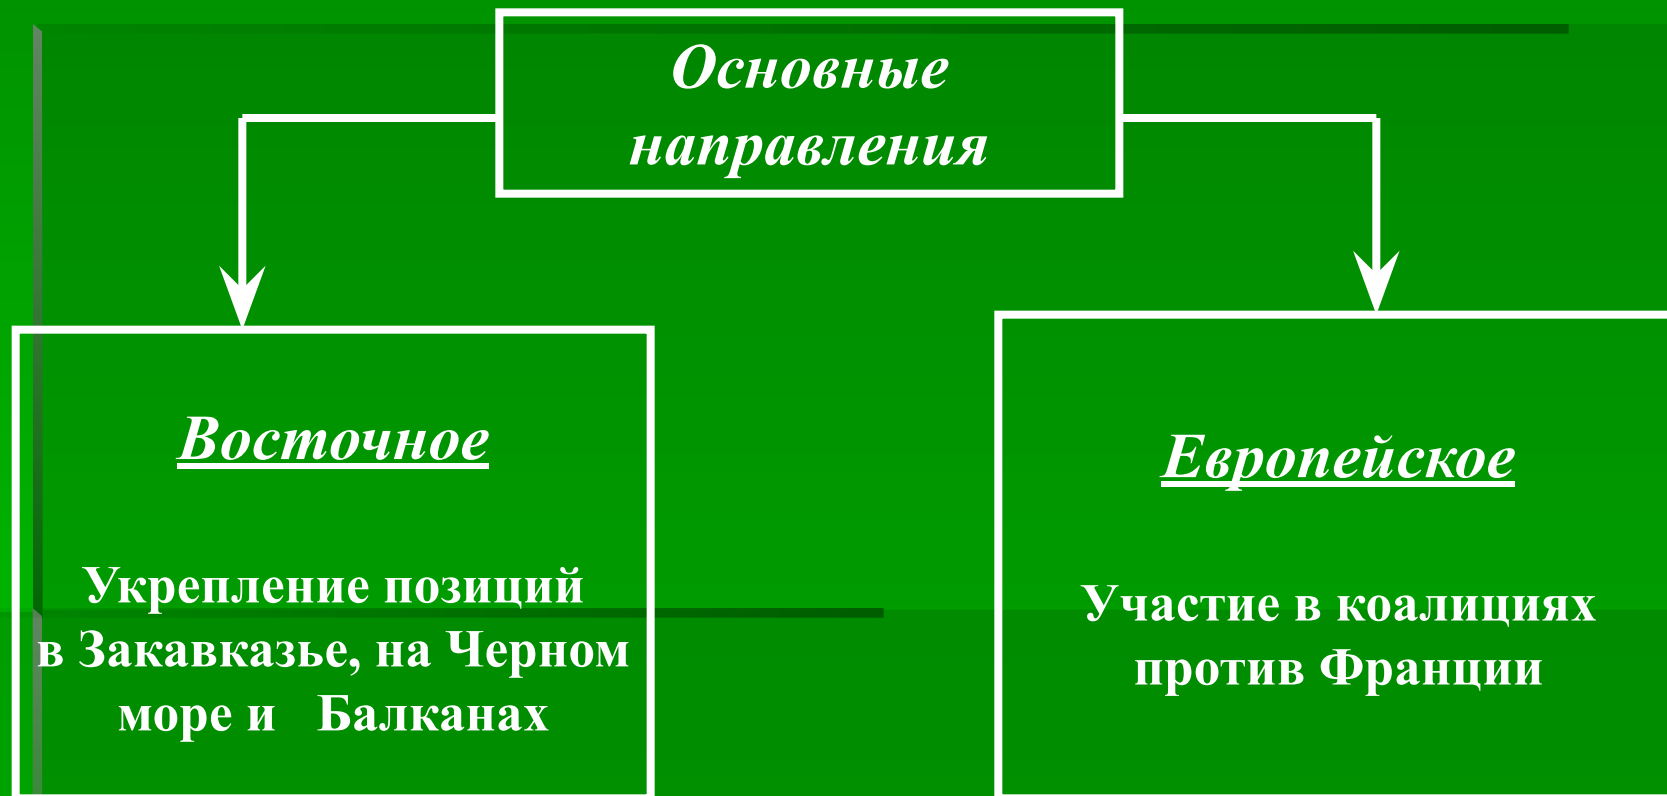 Основные
направления
Восточное
Укрепление позиций
в Закавказье, на Черном
море и Балканах
Европейское
Участие в коалициях
против Франции